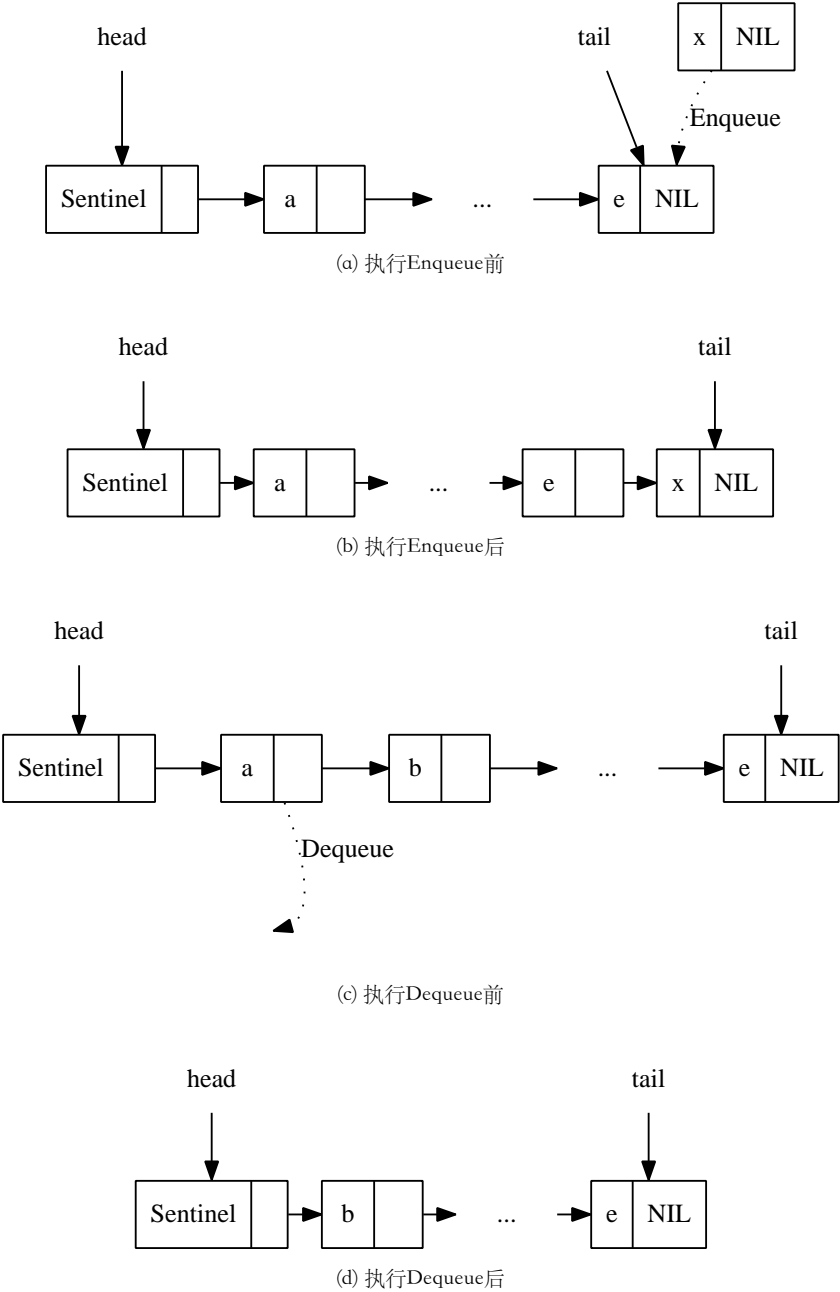 head tail x NIL
Enqueue
Sentinel a ... e NIL
(a) 执行Enqueue前
head tail
Sentinel a ... e x NIL
(b) 执行Enqueue后
head tail
Sentinel a b ... e NIL
Dequeue
(c) 执行Dequeue前
head tail
Sentinel b ... e NIL
(d) 执行Dequeue后